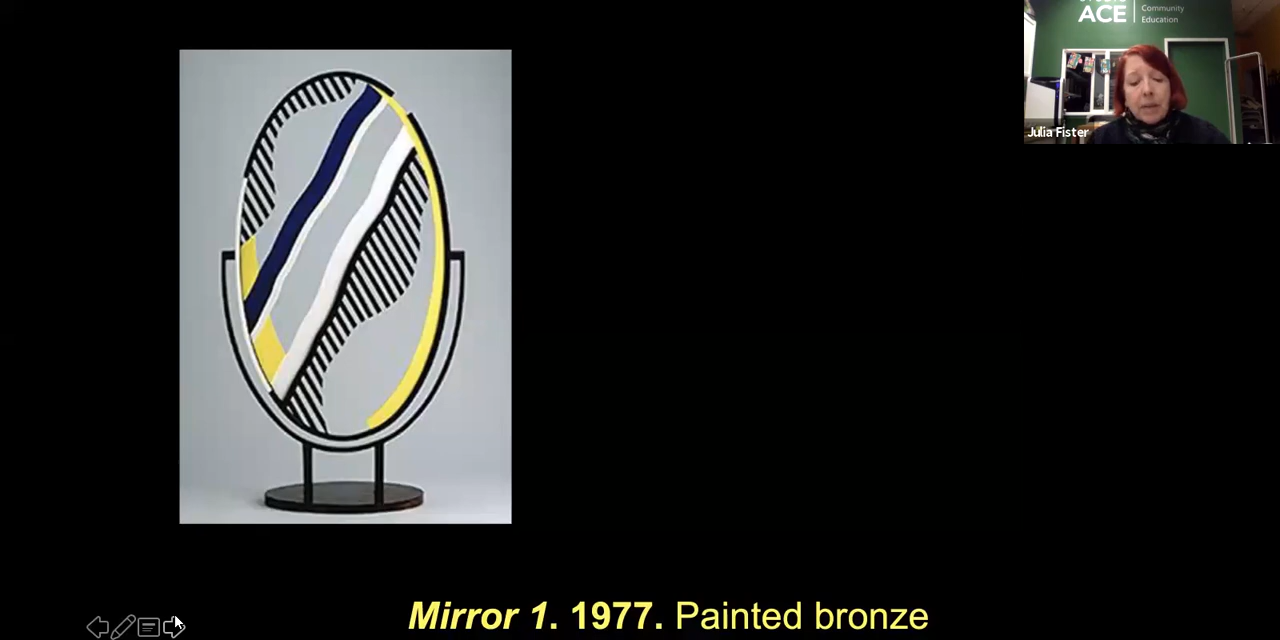 ACE
Community
Education
Julia Fister
Mirror 1. 1977. Painted bronze